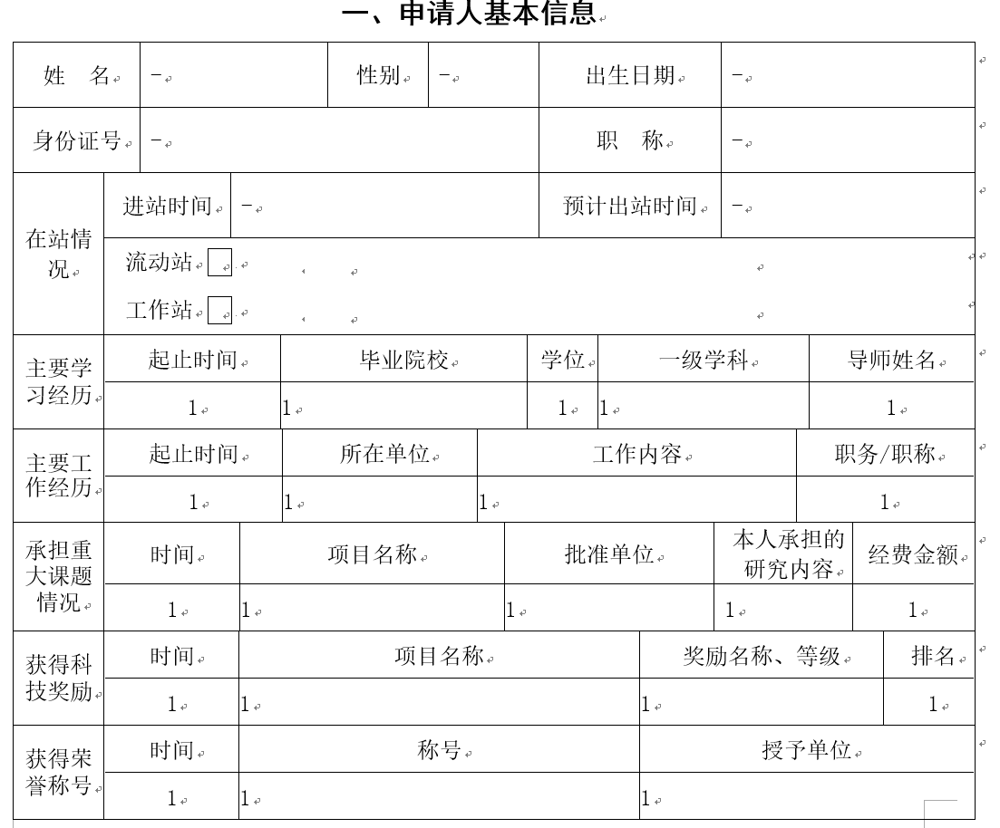 一、申请人基本信息
姓 名 - 性别 - 出生日期 -
身份证号 - 职 称 -
在站情
况
进站时间 - 预计出站时间 -
流动站
工作站
主要学
习经历
起止时间 毕业院校 学位 一级学科 导师姓名
1 1 1 1 1
主要工
作经历
起止时间 所在单位 工作内容 职务/职称
1 1 1 1
承担重
大课题
情况
时间 项目名称 批准单位 本人承担的
研究内容 经费金额
1 1 1 1 1
获得科
技奖励
时间 项目名称 奖励名称、等级 排名
1 1 1 1
获得荣
誉称号
时间 称号 授予单位
1 1 1